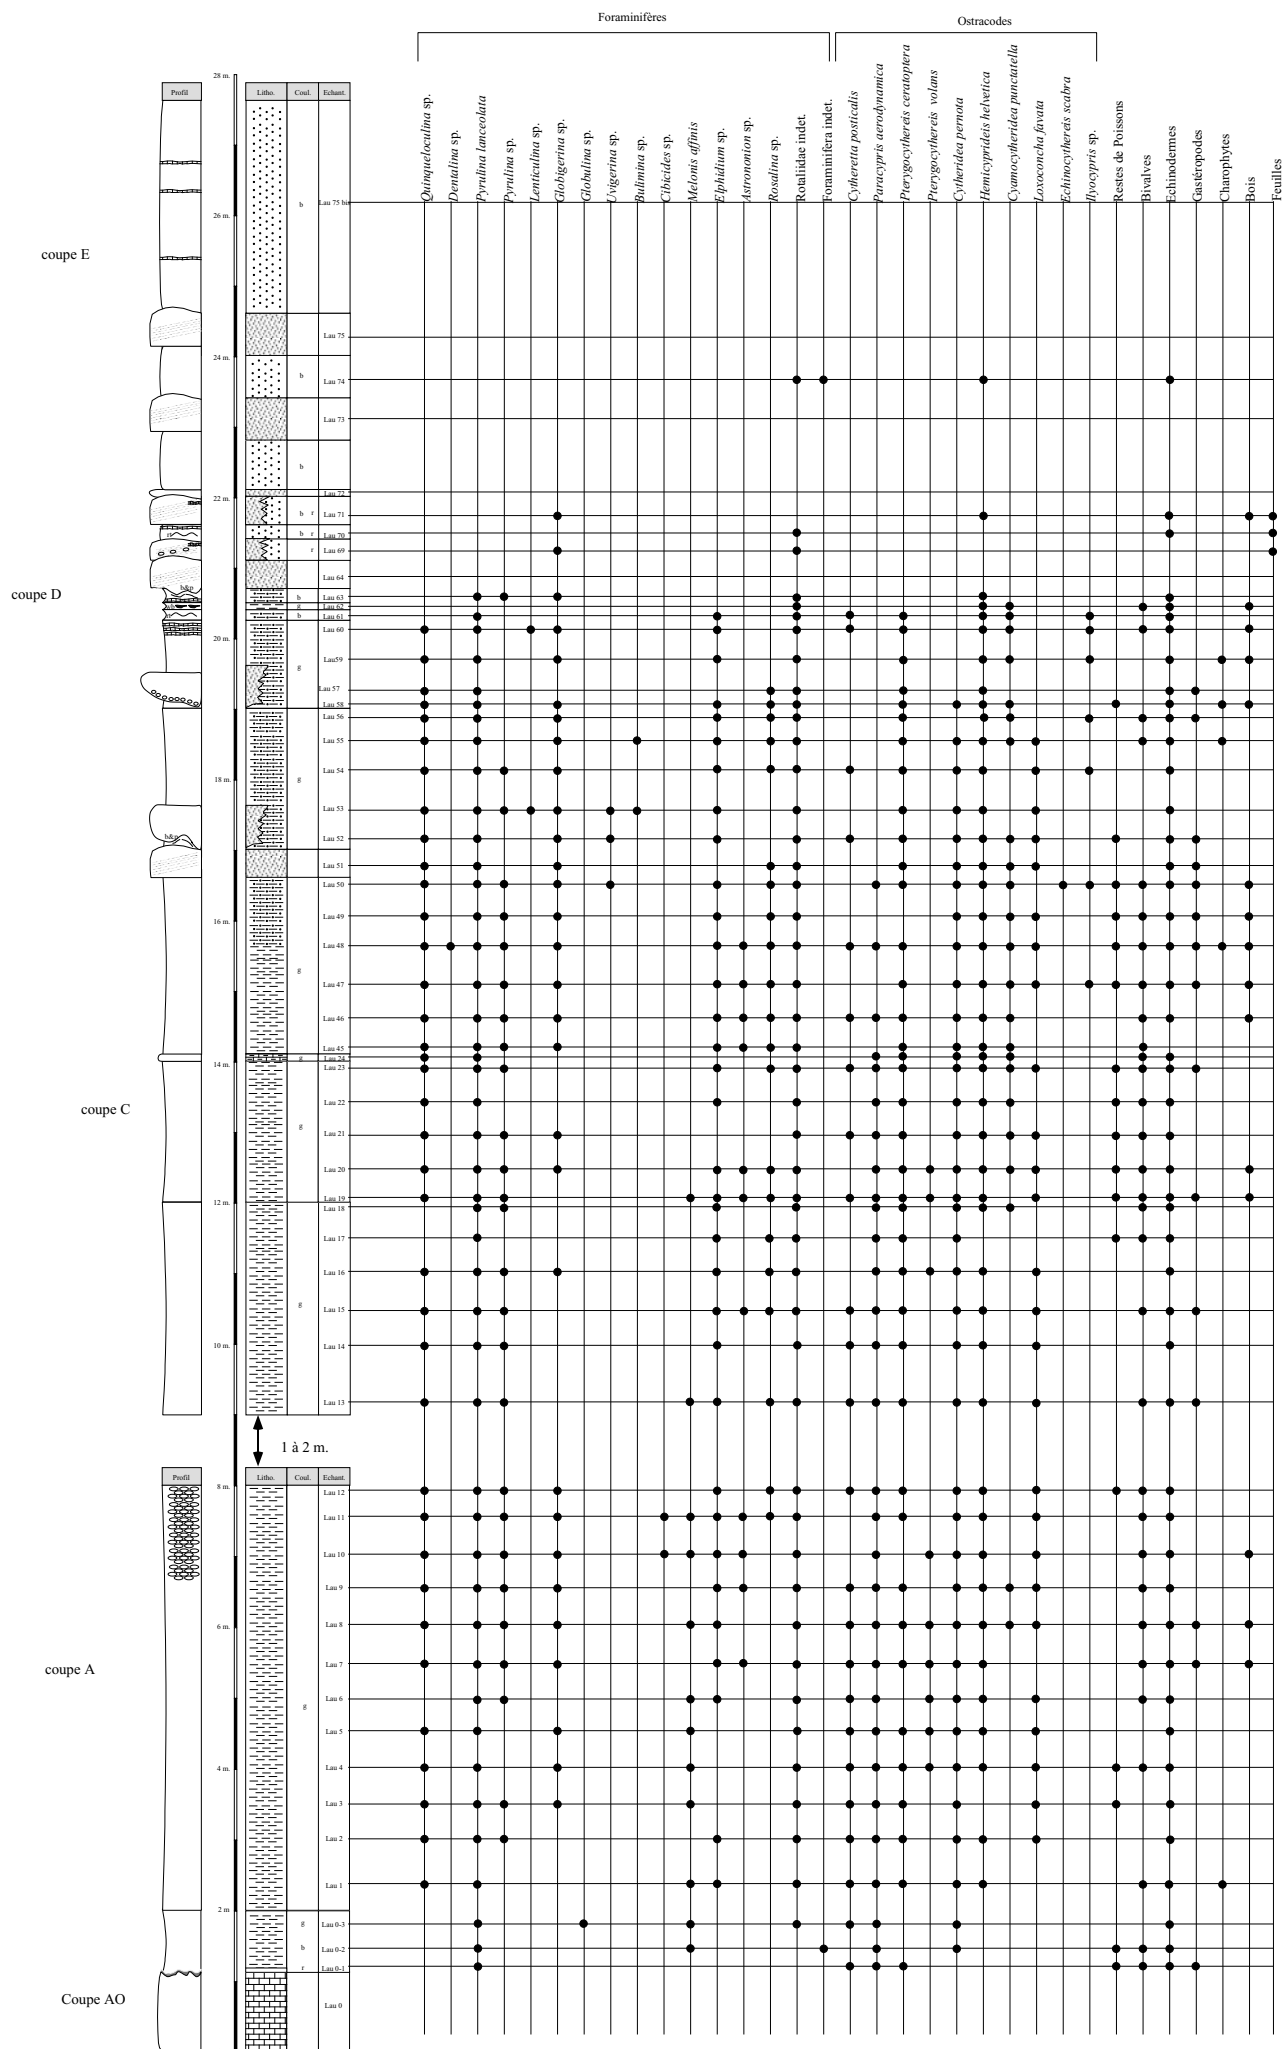 Foraminifères
Ostracodes
Quinqueloculina sp.
Dentalina sp.
Pyrulina lanceolata
Pyrulina sp.
Lenticulina sp.
Globigerina sp.
Globulina sp.
Uvigerina sp.
Bulimina sp.
Cibicides sp.
Melonis affinis
Elphidium sp.
Astrononion sp.
Rosalina sp.
Rotaliidae indet.
Foraminifera indet.
Cytheretta posticalis
Paracypris aerodynamica
Pterygocythereis ceratoptera
Pterygocythereis volans
Cytheridea pernota
Hemicyprideis helvetica
Cyamocytheridea punctatella
Loxoconcha favata
Echinocythereis scabra
Ilyocypris sp.
Restes de Poissons
Bivalves
Echinodermes
Gastéropodes
Charophytes
Bois
Feuilles
28 m.
Profil Litho. Coul. Echant.
b Lau 75 bis
26 m.
coupe E
Lau 75
24 m.
b Lau 74
Lau 73
b
Lau 72
22 m.
b r Lau 71
b r Lau 70
r Lau 69
Lau 64
b&p
coupe D
b Lau 63
g Lau 62
b Lau 61
Lau 60
20 m.
Lau59
g
Lau 57
Lau 58
Lau 56
Lau 55
Lau 54
18 m.
g
Lau 53
b&p
Lau 52
Lau 51
Lau 50
16 m.
Lau 49
Lau 48
g
Lau 47
Lau 46
Lau 45
g Lau 24
14 m.
Lau 23
coupe C
Lau 22
g
Lau 21
Lau 20
12 m.
Lau 19
Lau 18
Lau 17
Lau 16
g
Lau 15
10 m.
Lau 14
Lau 13
1 à 2 m.
Profil Litho. Coul. Echant.
8 m.
Lau 12
Lau 11
Lau 10
Lau 9
6 m.
Lau 8
coupe A
Lau 7
Lau 6
g
Lau 5
4 m.
Lau 4
Lau 3
Lau 2
Lau 1
2 m
g Lau 0-3
b Lau 0-2
r Lau 0-1
Coupe AO
Lau 0